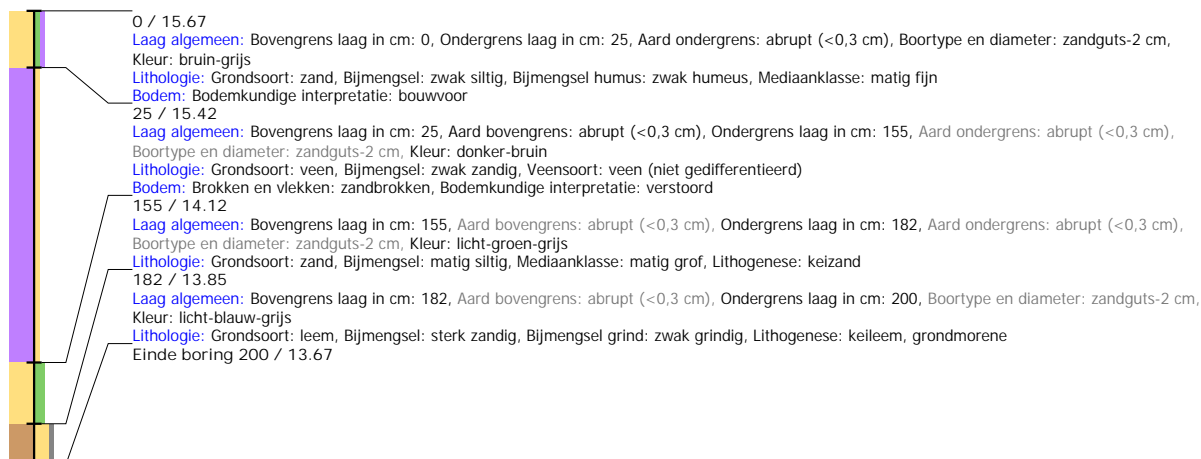 0 / 15.67
Laag algemeen: Bovengrens laag in cm: 0, Ondergrens laag in cm: 25, Aard ondergrens: abrupt (<0,3 cm), Boortype en diameter: zandguts-2 cm,
Kleur: bruin-grijs
Lithologie: Grondsoort: zand, Bijmengsel: zwak siltig, Bijmengsel humus: zwak humeus, Mediaanklasse: matig fijn
Bodem: Bodemkundige interpretatie: bouwvoor
25 / 15.42
Laag algemeen: Bovengrens laag in cm: 25, Aard bovengrens: abrupt (<0,3 cm), Ondergrens laag in cm: 155, Aard ondergrens: abrupt (<0,3 cm),
Boortype en diameter: zandguts-2 cm, Kleur: donker-bruin
Lithologie: Grondsoort: veen, Bijmengsel: zwak zandig, Veensoort: veen (niet gedifferentieerd)
Bodem: Brokken en vlekken: zandbrokken, Bodemkundige interpretatie: verstoord
155 / 14.12
Laag algemeen: Bovengrens laag in cm: 155, Aard bovengrens: abrupt (<0,3 cm), Ondergrens laag in cm: 182, Aard ondergrens: abrupt (<0,3 cm),
Boortype en diameter: zandguts-2 cm, Kleur: licht-groen-grijs
Lithologie: Grondsoort: zand, Bijmengsel: matig siltig, Mediaanklasse: matig grof, Lithogenese: keizand
182 / 13.85
Laag algemeen: Bovengrens laag in cm: 182, Aard bovengrens: abrupt (<0,3 cm), Ondergrens laag in cm: 200, Boortype en diameter: zandguts-2 cm,
Kleur: licht-blauw-grijs
Lithologie: Grondsoort: leem, Bijmengsel: sterk zandig, Bijmengsel grind: zwak grindig, Lithogenese: keileem, grondmorene
Einde boring 200 / 13.67